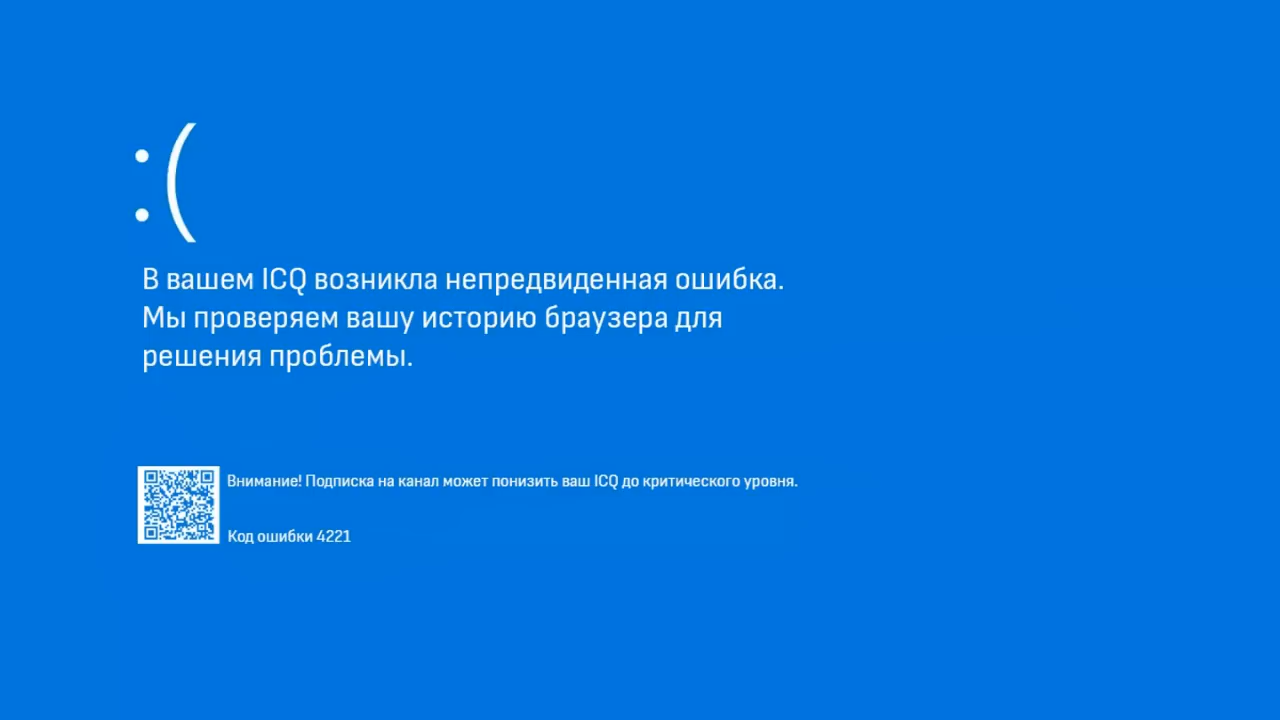 :(
В вашем ICQ возникла непредвиденная ошибка.
Мы проверяем вашу историю браузера для
решения проблемы.
Внимание! Подписка на канал может понизить ваш ICQ до критического уровня.
Код ошибки 4221